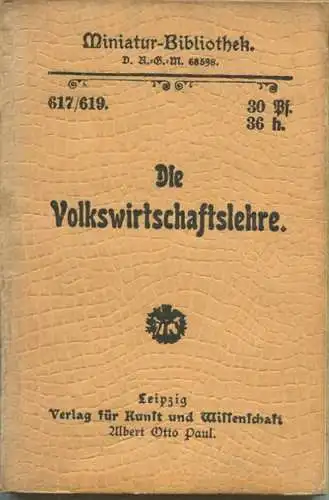 Miniatur-Bibliothek.
D. R.-G.-M. 68598.
617/619.
30 Pf.
36 h.
Die
Volkswirtschaftslehre.
Leipzig
Verlag für Kunst und Wissenschaft
Albert Otto Paul.